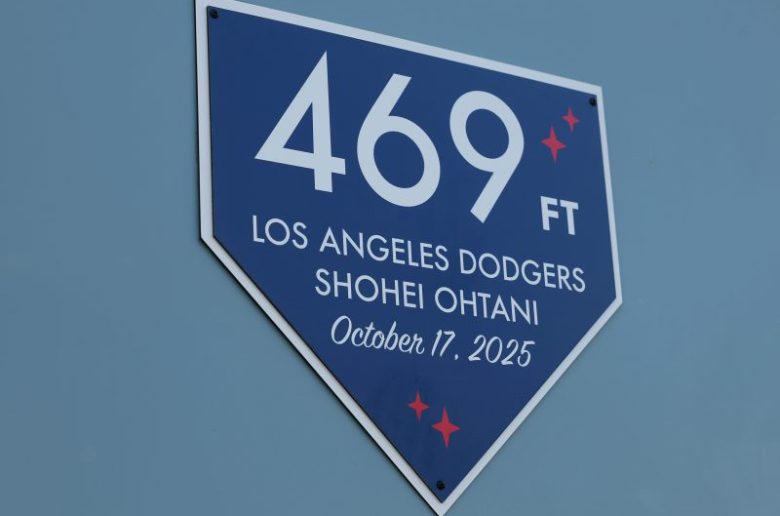 469 FT
LOS ANGELES DODGERS
SHOHEI OHTANI
October 17, 2025